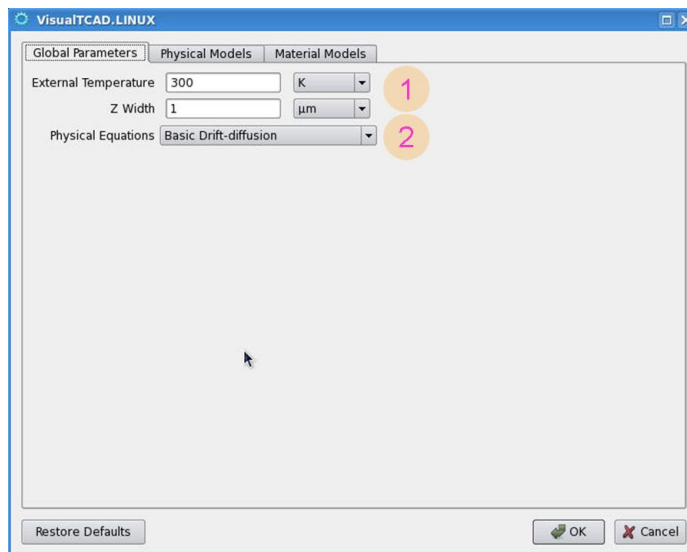 VisualTCAD.LINUX
Global Parameters Physical Models Material Models
External Temperature 300 K 1
Z Width 1 µm
Physical Equations Basic Drift-diffusion 2
Restore Defaults OK Cancel